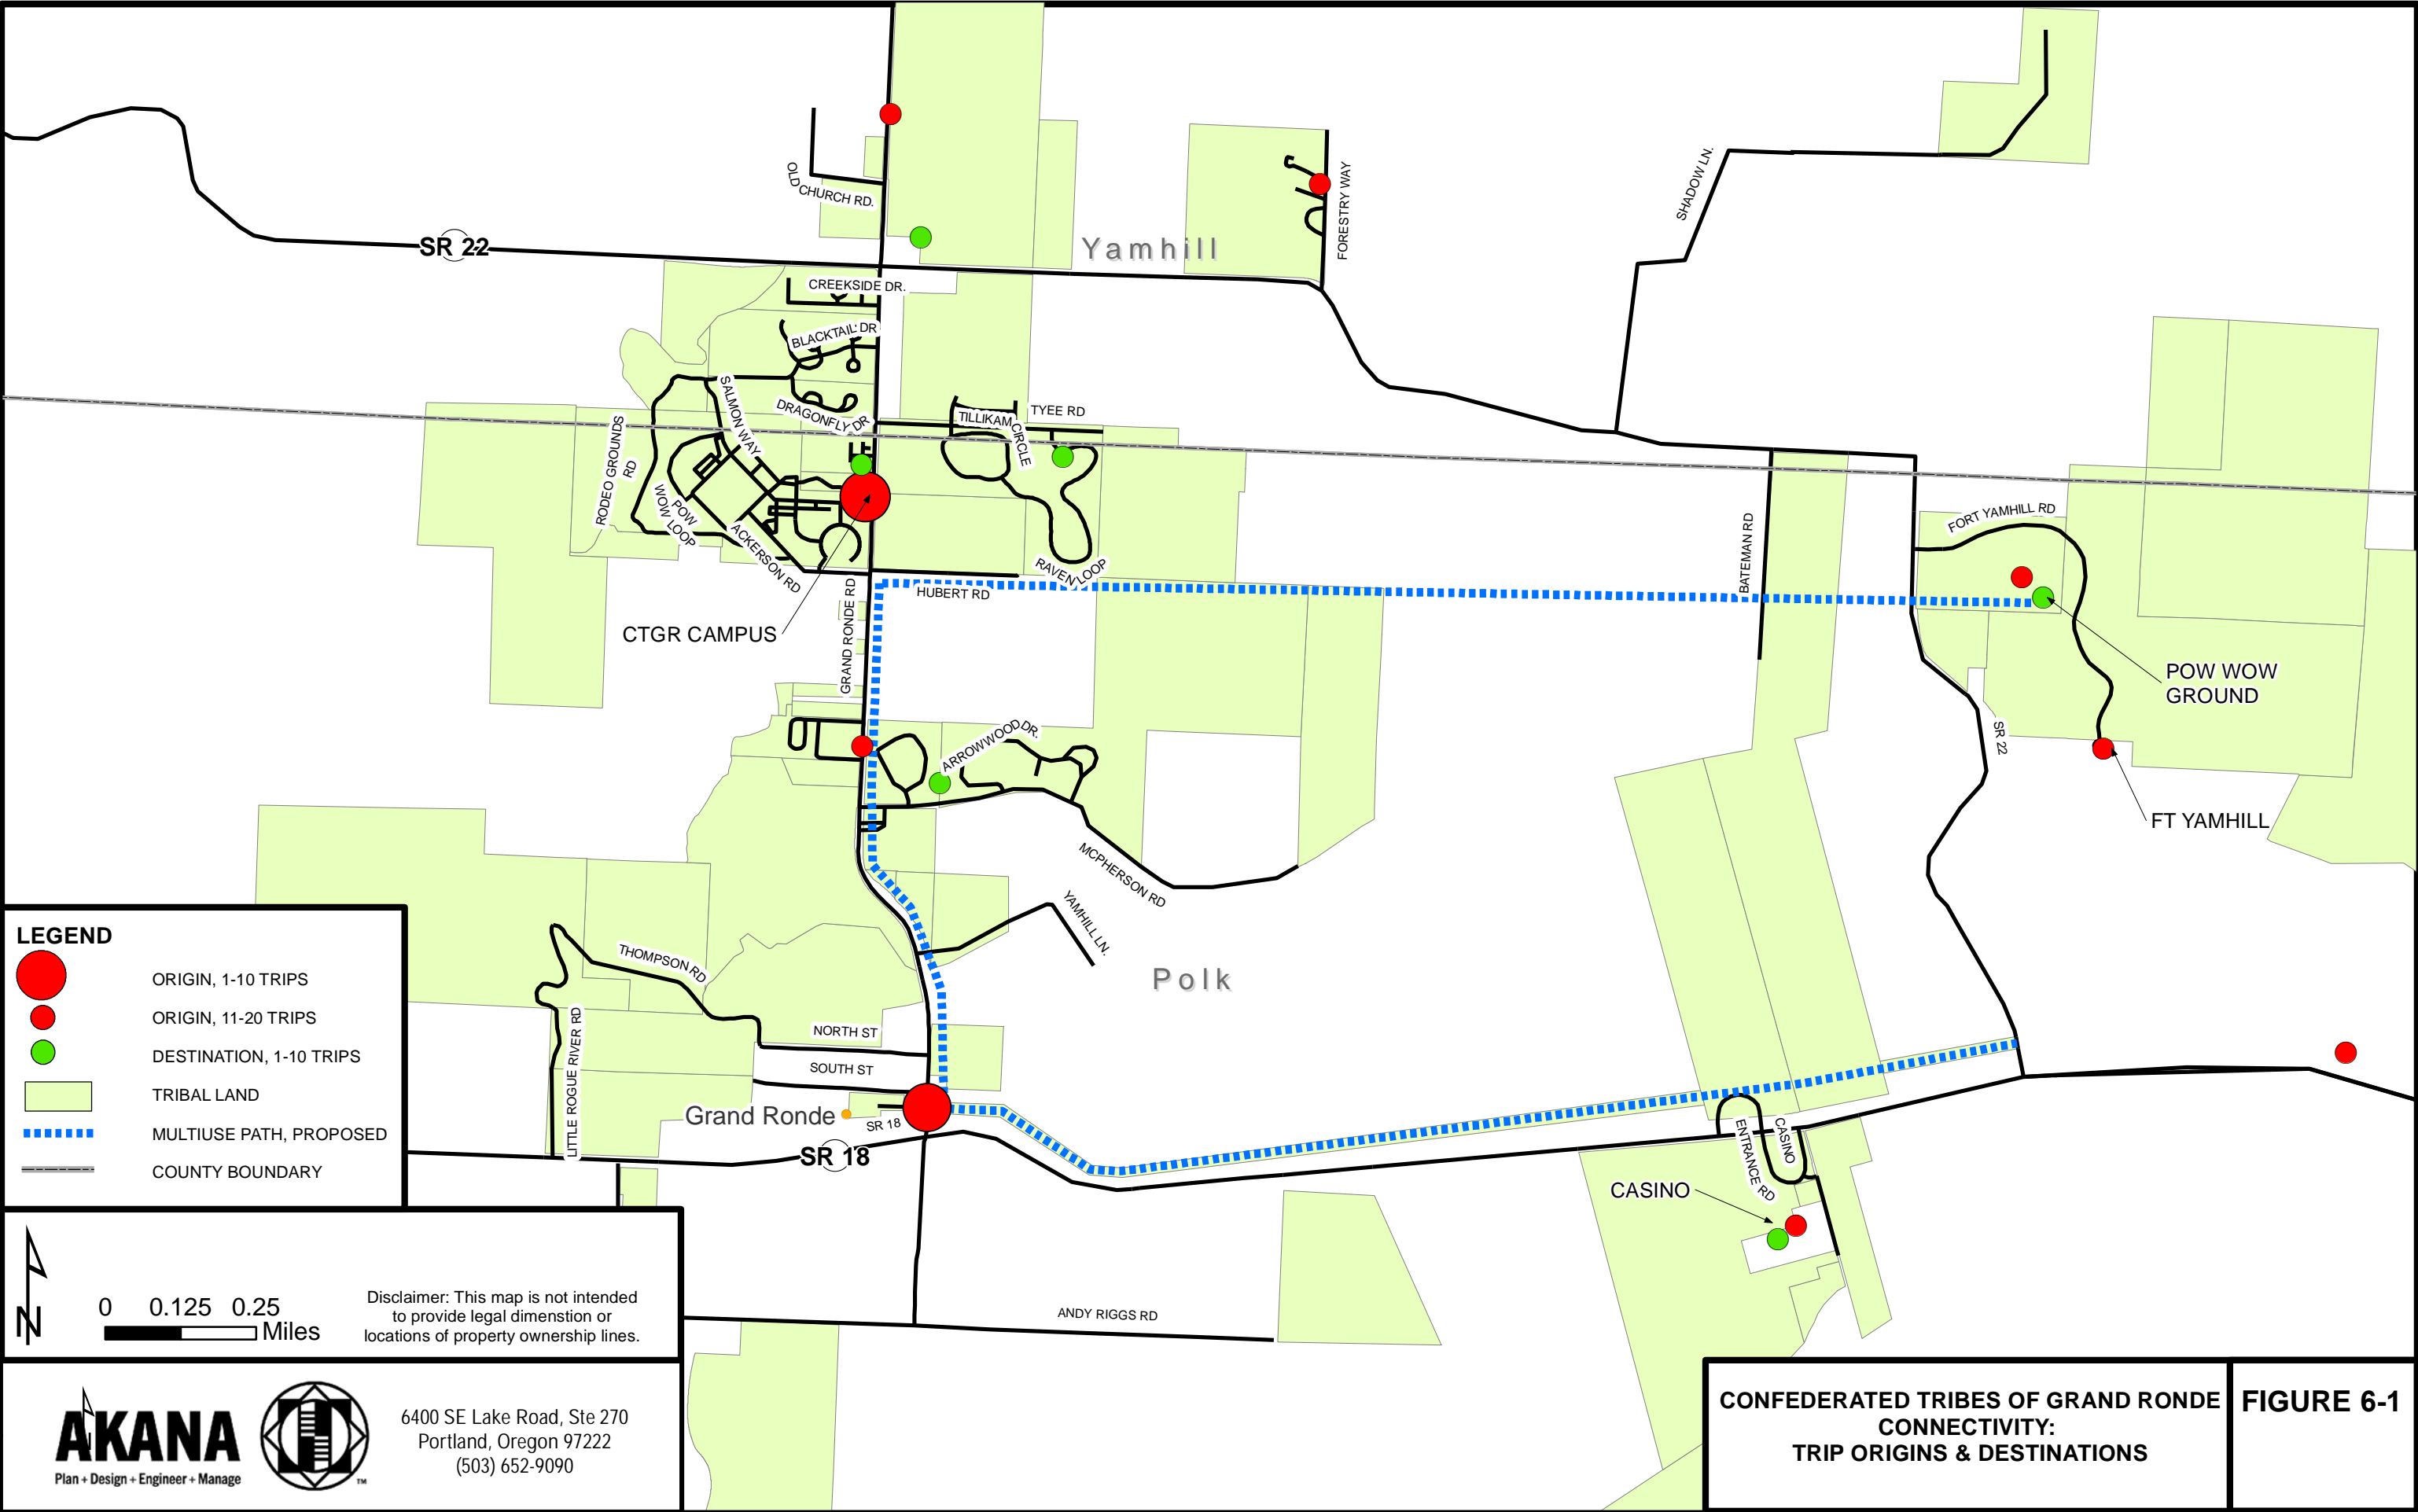 OLD
CHURCH RD.
FORESTRY WAY
SHADOW LN.
SR 22
Yamhill
CREEKSIDE DR.
BLACKTAIL DR
SALMON WAY
DRAGONFLY DR
TILLIKAM
CIRCLE
TYEE RD
RODEO GROUNDS
RD
POW
WOW LOOP
ACKERSON RD
RAVEN LOOP
HUBERT RD
GRAND RONDE RD
CTGR CAMPUS
BATEMAN RD
FORT YAMHILL RD
POW WOW
GROUND
SR 22
FT YAMHILL
ARROWWOOD DR.
MCPHERSON RD
YAMHILL LN.
Polk
THOMPSON RD
LITTLE ROGUE RIVER RD
NORTH ST
SOUTH ST
Grand Ronde
SR 18
SR 18
ENTRANCE RD
CASINO
CASINO
ANDY RIGGS RD
LEGEND
ORIGIN, 1-10 TRIPS
ORIGIN, 11-20 TRIPS
DESTINATION, 1-10 TRIPS
TRIBAL LAND
MULTIUSE PATH, PROPOSED
COUNTY BOUNDARY
N
0 0.125 0.25
Miles
Disclaimer: This map is not intended
to provide legal dimenstion or
locations of property ownership lines.
AKANA
Plan + Design + Engineer + Manage
TM
6400 SE Lake Road, Ste 270
Portland, Oregon 97222
(503) 652-9090
CONFEDERATED TRIBES OF GRAND RONDE
CONNECTIVITY:
TRIP ORIGINS & DESTINATIONS
FIGURE 6-1